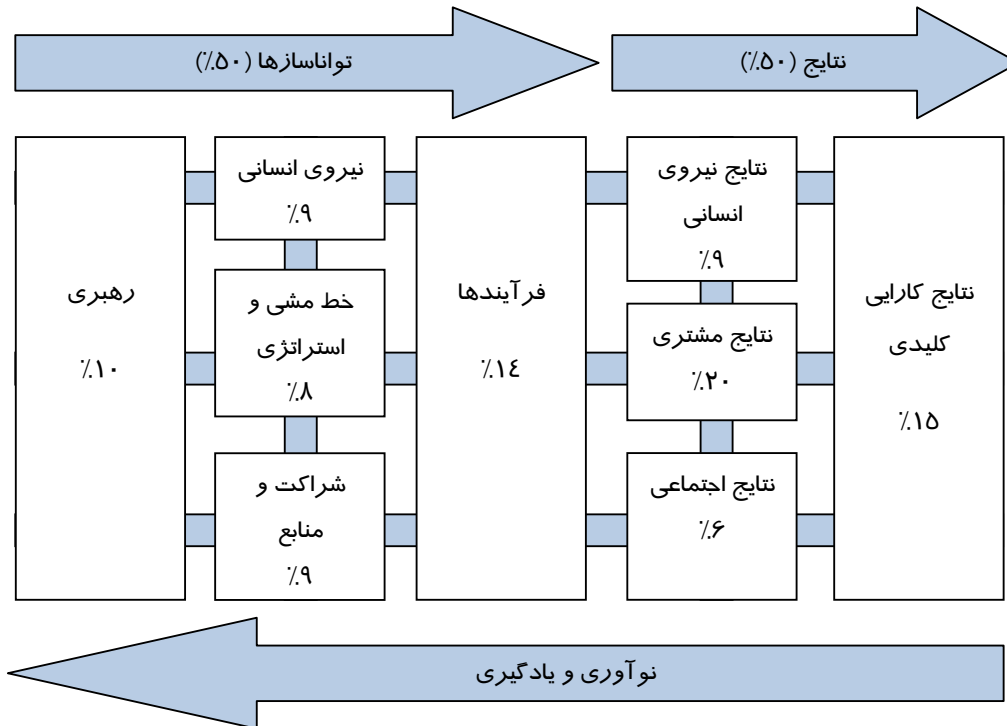 تواناسازها (۵۰٪)
نتایج (۵۰٪)
رهبری
۱۰٪
نیروی انسانی
۹٪
خط مشی و
استراتژی
۸٪
شراکت و
منابع
۹٪
فرآیندها
۱٤٪
نتایج نیروی
انسانی
۹٪
نتایج مشتری
۲۰٪
نتایج اجتماعی
۶٪
نتایج کارایی
کلیدی
۱۵٪
نوآوری و یادگیری